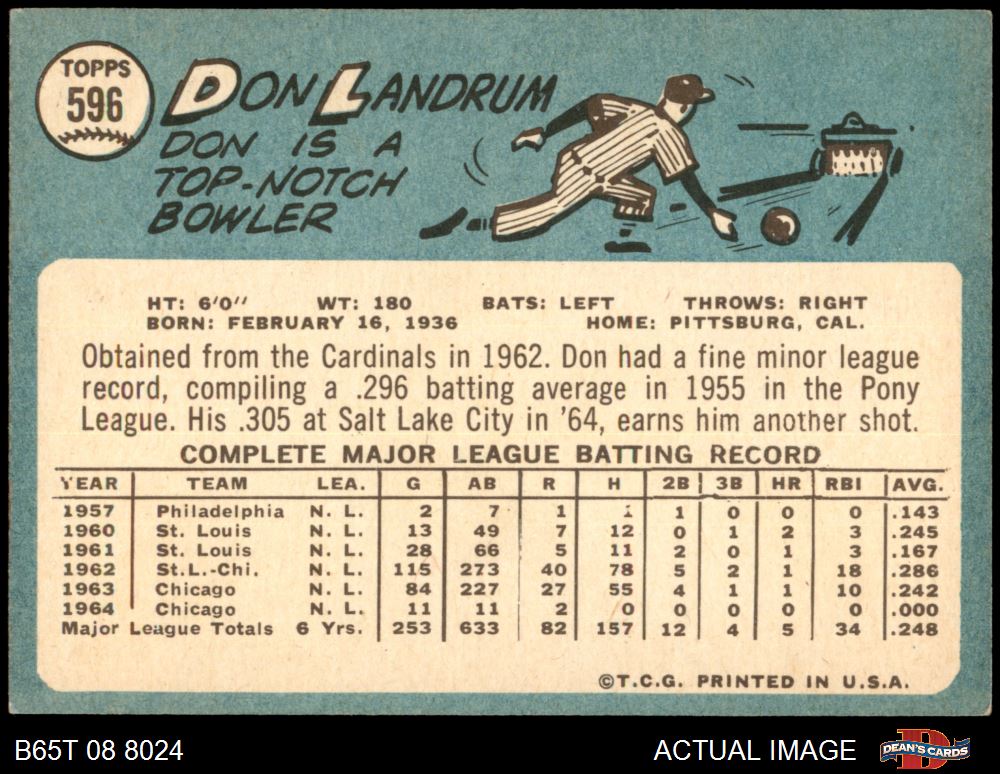 TOPPS
596
DON LANDRUM
DON IS A
TOP-NOTCH
BOWLER
HT: 6'0" WT: 180 BATS: LEFT THROWS: RIGHT
BORN: FEBRUARY 16, 1936 HOME: PITTSBURG, CAL.
Obtained from the Cardinals in 1962. Don had a fine minor league
record, compiling a .296 batting average in 1955 in the Pony
League. His .305 at Salt Lake City in '64, earns him another shot.
COMPLETE MAJOR LEAGUE BATTING RECORD
YEAR TEAM LEA. G AB R H 2B 3B HR RBI AVG.
1957 Philadelphia N. L. 2 7 1 1 1 0 0 0 .143
1960 St. Louis N. L. 13 49 7 12 0 1 2 3 .245
1961 St. Louis N. L. 28 66 5 11 2 0 1 3 .167
1962 St.L.-Chi. N. L. 115 273 40 78 5 2 1 18 .286
1963 Chicago N. L. 84 227 27 55 4 1 1 10 .242
1964 Chicago N. L. 11 11 2 0 0 0 0 0 .000
Major League Totals 6 Yrs. 253 633 82 157 12 4 5 34 .248
©T.C.G. PRINTED IN U.S.A.
B65T 08 8024 ACTUAL IMAGE DEAN'S CARDS